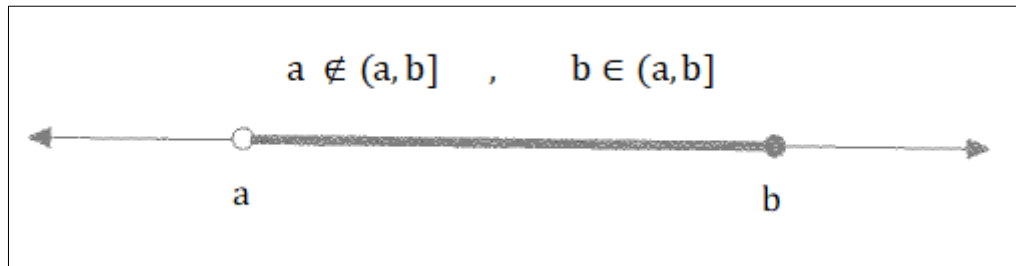 a ∉ (a, b] , b ∈ (a, b]
a b